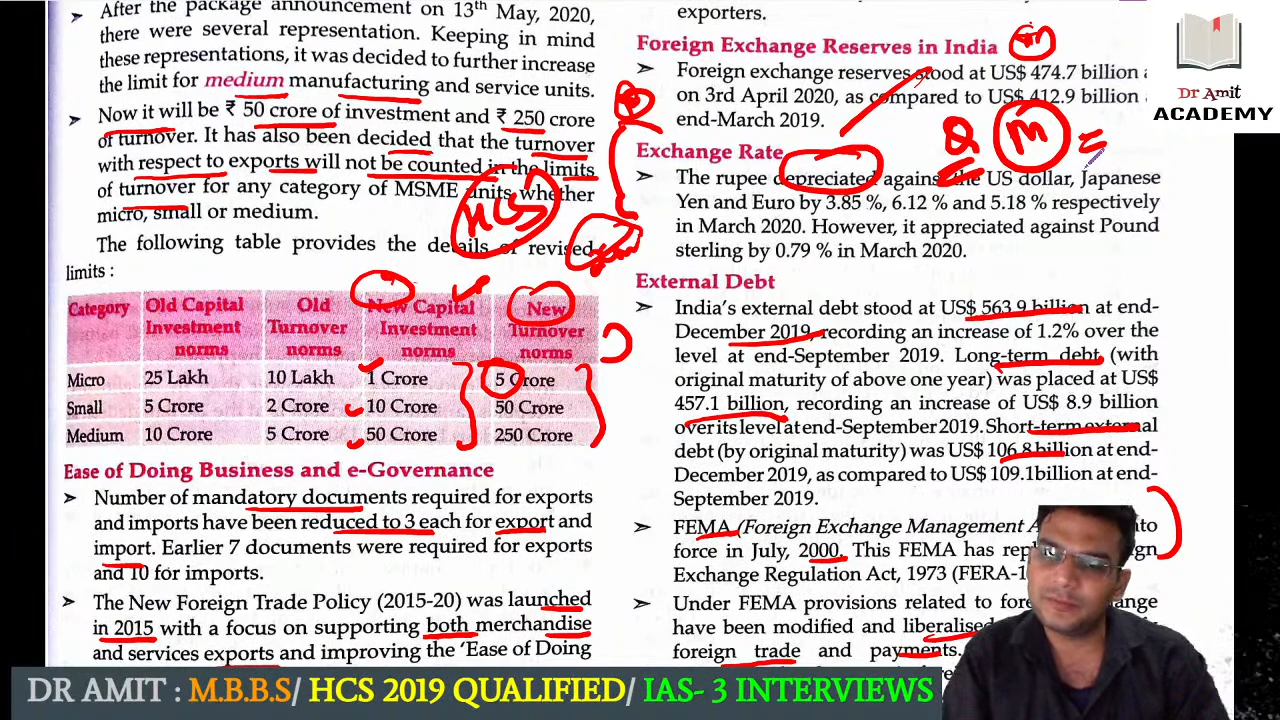 After the package announcement on 13th May, 2020,
there were several representation. Keeping in mind
these representations, it was decided to further increase
the limit for medium manufacturing and service units.
Now it will be ₹ 50 crore of investment and ₹ 250 crore
of turnover. It has also been decided that the turnover
with respect to exports will not be counted in the limits
of turnover for any category of MSME units whether
micro, small or medium.
The following table provides the details of revised
limits :
Category Old Capital Investment norms Old Turnover norms New Capital Investment norms New Turnover norms
Micro 25 Lakh 10 Lakh 1 Crore 5 Crore
Small 5 Crore 2 Crore 10 Crore 50 Crore
Medium 10 Crore 5 Crore 50 Crore 250 Crore
HCS
Ease of Doing Business and e-Governance
➤ Number of mandatory documents required for exports
and imports have been reduced to 3 each for export and
import. Earlier 7 documents were required for exports
and 10 for imports.
➤ The New Foreign Trade Policy (2015-20) was launched
in 2015 with a focus on supporting both merchandise
and services exports and improving the ‘Ease of Doing
exporters.
Foreign Exchange Reserves in India
➤ Foreign exchange reserves stood at US$ 474.7 billion
on 3rd April 2020, as compared to US$ 412.9 billion
end-March 2019.
Exchange Rate
➤ The rupee depreciated against the US dollar, Japanese
Yen and Euro by 3.85 %, 6.12 % and 5.18 % respectively
in March 2020. However, it appreciated against Pound
sterling by 0.79 % in March 2020.
External Debt
➤ India's external debt stood at US$ 563.9 billion at end-
December 2019, recording an increase of 1.2% over the
level at end-September 2019. Long-term debt (with
original maturity of above one year) was placed at US$
457.1 billion, recording an increase of US$ 8.9 billion
over its level at end-September 2019. Short-term external
debt (by original maturity) was US$ 106.8 billion at end-
December 2019, as compared to US$ 109.1billion at end-
September 2019.
➤ FEMA (Foreign Exchange Management
force in July, 2000. This FEMA has
Exchange Regulation Act, 1973
➤ Under FEMA provisions related to
have been modified and liberalised
foreign trade and payments.
M
Dr Amit
ACADEMY
DR AMIT : M.B.B.S/ HCS 2019 QUALIFIED/ IAS- 3 INTERVIEWS